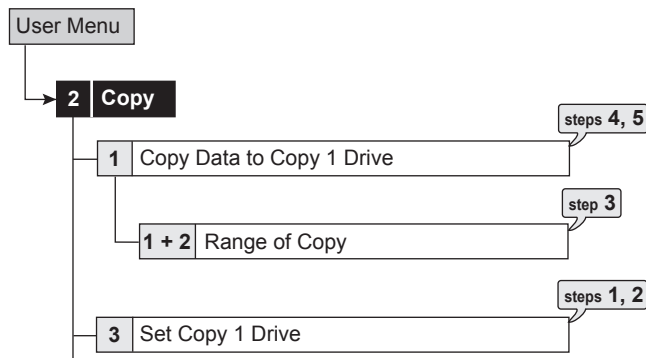 User Menu
2 Copy
steps 4, 5
1 Copy Data to Copy 1 Drive
step 3
1 + 2 Range of Copy
steps 1, 2
3 Set Copy 1 Drive